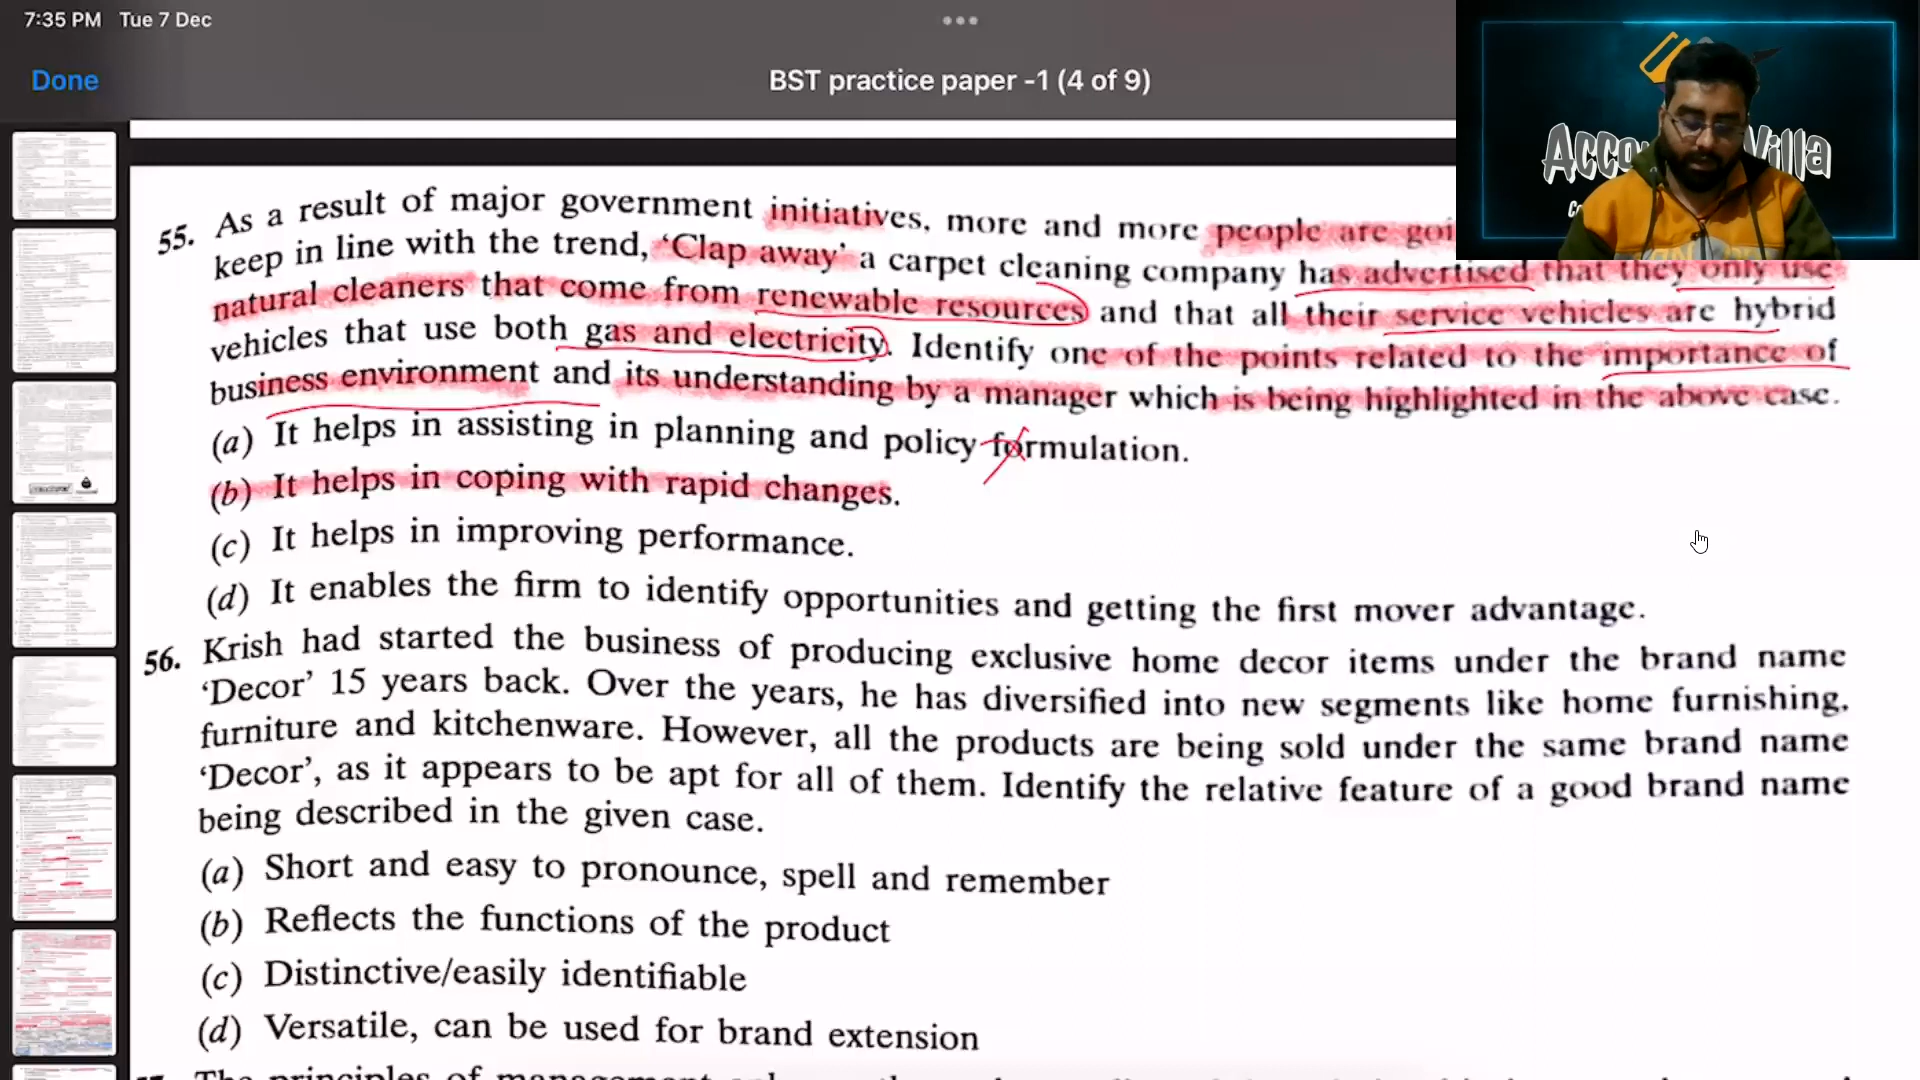 7:35 PM Tue 7 Dec
Done
BST practice paper -1 (4 of 9)
55. As a result of major government initiatives, more and more people are
keep in line with the trend, ‘Clap away’ a carpet cleaning company has advertised that they only use
natural cleaners that come from renewable resources and that all their service vehicles are hybrid
vehicles that use both gas and electricity. Identify one of the points related to the importance of
business environment and its understanding by a manager which is being highlighted in the above case.
(a) It helps in assisting in planning and policy formulation.
(b) It helps in coping with rapid changes.
(c) It helps in improving performance.
(d) It enables the firm to identify opportunities and getting the first mover advantage.
56. Krish had started the business of producing exclusive home decor items under the brand name
‘Decor’ 15 years back. Over the years, he has diversified into new segments like home furnishing,
furniture and kitchenware. However, all the products are being sold under the same brand name
‘Decor’, as it appears to be apt for all of them. Identify the relative feature of a good brand name
being described in the given case.
(a) Short and easy to pronounce, spell and remember
(b) Reflects the functions of the product
(c) Distinctive/easily identifiable
(d) Versatile, can be used for brand extension
The principles of management